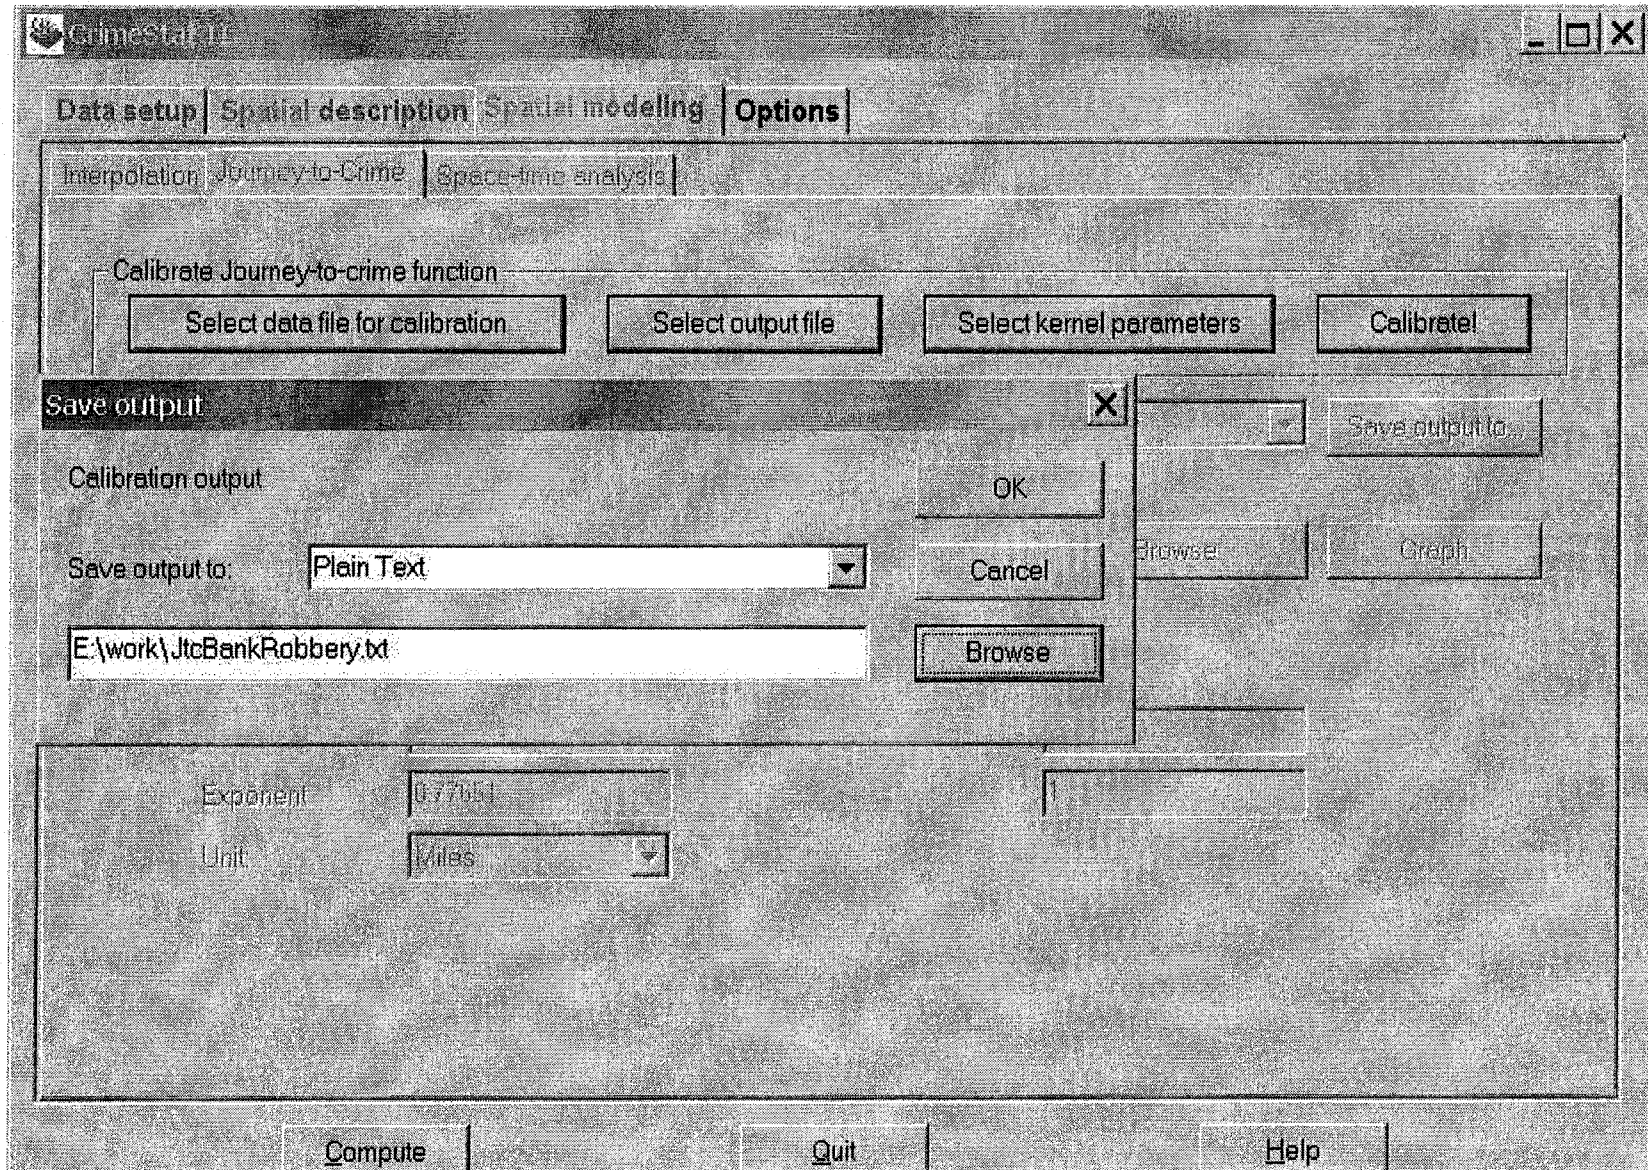 CrimeStat II
Data setup Spatial description Spatial modeling Options
Interpolation Journey-to-Crime Space-time analysis
Calibrate Journey-to-crime function
Select data file for calibration Select output file Select kernel parameters Calibrate!
Save output
Save output to...
Calibration output
OK
Save output to: Plain Text
Cancel
Browse
Graph
E:\work\JtcBankRobbery.txt
Browse
Exponent 1
Unit: Miles
Compute Quit Help